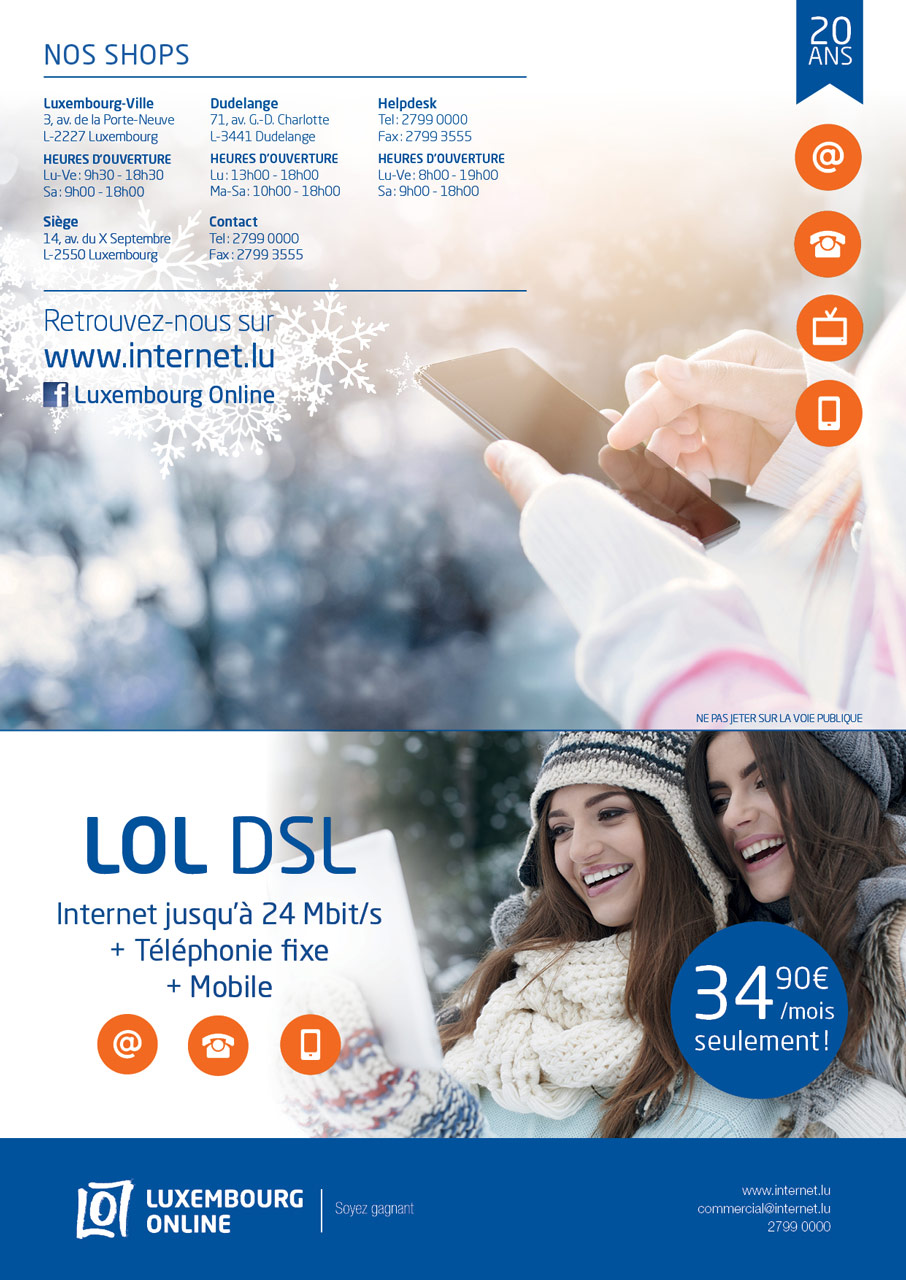 NOS SHOPS
20
ANS
Luxembourg-Ville
3, av. de la Porte-Neuve
L-2227 Luxembourg
HEURES D'OUVERTURE
Lu-Ve : 9h30 - 18h30
Sa : 9h00 - 18h00
Dudelange
71, av. G.-D. Charlotte
L-3441 Dudelange
HEURES D'OUVERTURE
Lu : 13h00 - 18h00
Ma-Sa : 10h00 - 18h00
Helpdesk
Tel : 2799 0000
Fax : 2799 3555
HEURES D'OUVERTURE
Lu-Ve : 8h00 - 19h00
Sa : 9h00 - 18h00
Siège
14, av. du X Septembre
L-2550 Luxembourg
Contact
Tel : 2799 0000
Fax : 2799 3555
Retrouvez-nous sur
www.internet.lu
f Luxembourg Online
@
NE PAS JETER SUR LA VOIE PUBLIQUE
LOL DSL
Internet jusqu'à 24 Mbit/s
+ Téléphonie fixe
+ Mobile
@
34 90€
/mois
seulement !
LUXEMBOURG
ONLINE
Soyez gagnant
www.internet.lu
commercial@internet.lu
2799 0000